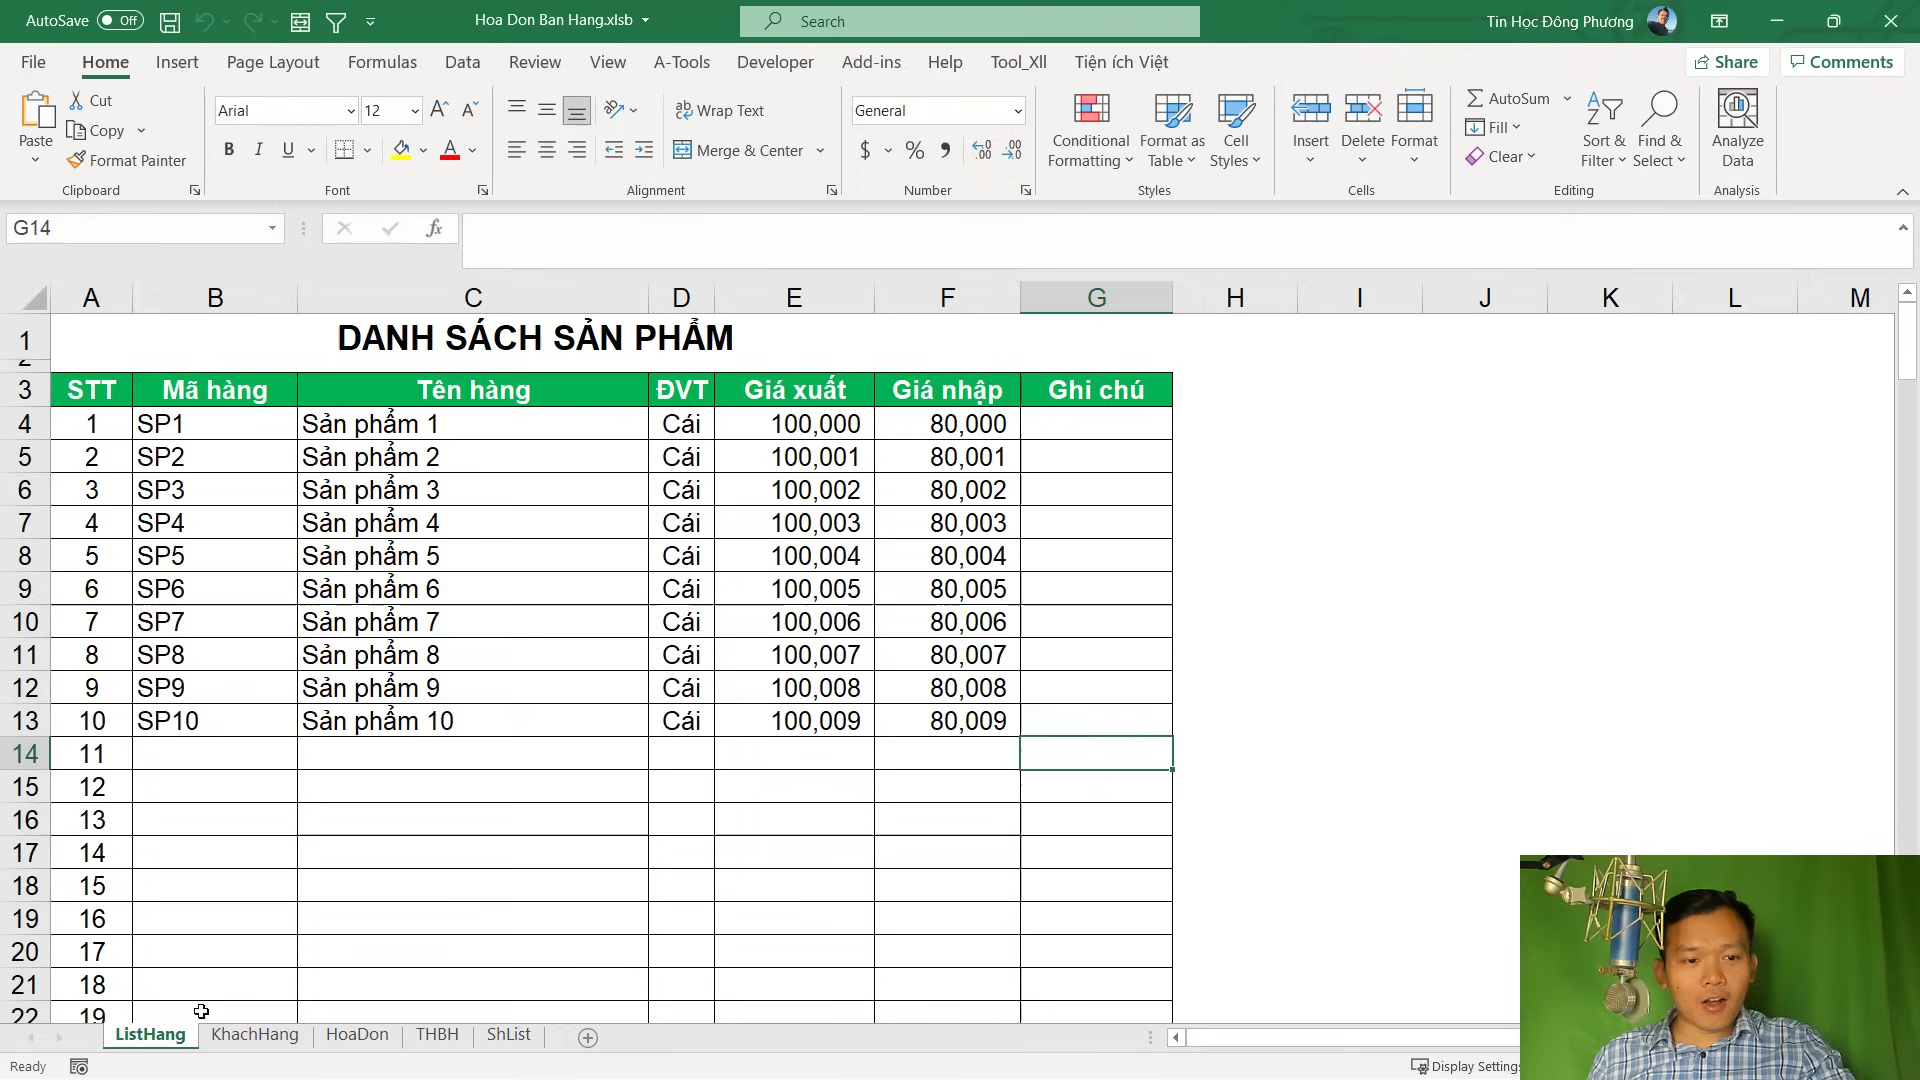 AutoSave Off Hoa Don Ban Hang.xlsb Search Tin Học Đông Phương
File Home Insert Page Layout Formulas Data Review View A-Tools Developer Add-ins Help Tool_Xll Tiện ích Việt Share Comments
Paste Cut Copy Format Painter
Clipboard
Arial 12
B I U A
Font
ab Wrap Text
Merge & Center
Alignment
General
$ %
Number
Conditional Formatting Format as Table Cell Styles
Styles
Insert Delete Format
Cells
AutoSum Fill Clear Sort & Filter Find & Select
Editing
Analyze Data
Analysis
G14 fx
A B C D E F G H I J K L M
1 DANH SÁCH SẢN PHẨM
2
3 STT Mã hàng Tên hàng ĐVT Giá xuất Giá nhập Ghi chú
4 1 SP1 Sản phẩm 1 Cái 100,000 80,000
5 2 SP2 Sản phẩm 2 Cái 100,001 80,001
6 3 SP3 Sản phẩm 3 Cái 100,002 80,002
7 4 SP4 Sản phẩm 4 Cái 100,003 80,003
8 5 SP5 Sản phẩm 5 Cái 100,004 80,004
9 6 SP6 Sản phẩm 6 Cái 100,005 80,005
10 7 SP7 Sản phẩm 7 Cái 100,006 80,006
11 8 SP8 Sản phẩm 8 Cái 100,007 80,007
12 9 SP9 Sản phẩm 9 Cái 100,008 80,008
13 10 SP10 Sản phẩm 10 Cái 100,009 80,009
14 11
15 12
16 13
17 14
18 15
19 16
20 17
21 18
22 19
ListHang KhachHang HoaDon THBH ShList
Ready Display Settings